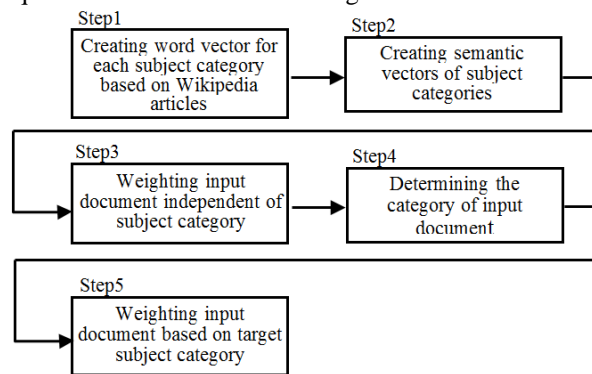 Step1
Creating word vector for
each subject category
based on Wikipedia
articles
Step2
Creating semantic
vectors of subject
categories
Step3
Weighting input
document independent of
subject category
Step4
Determining the
category of input
document
Step5
Weighting input
document based on target
subject category